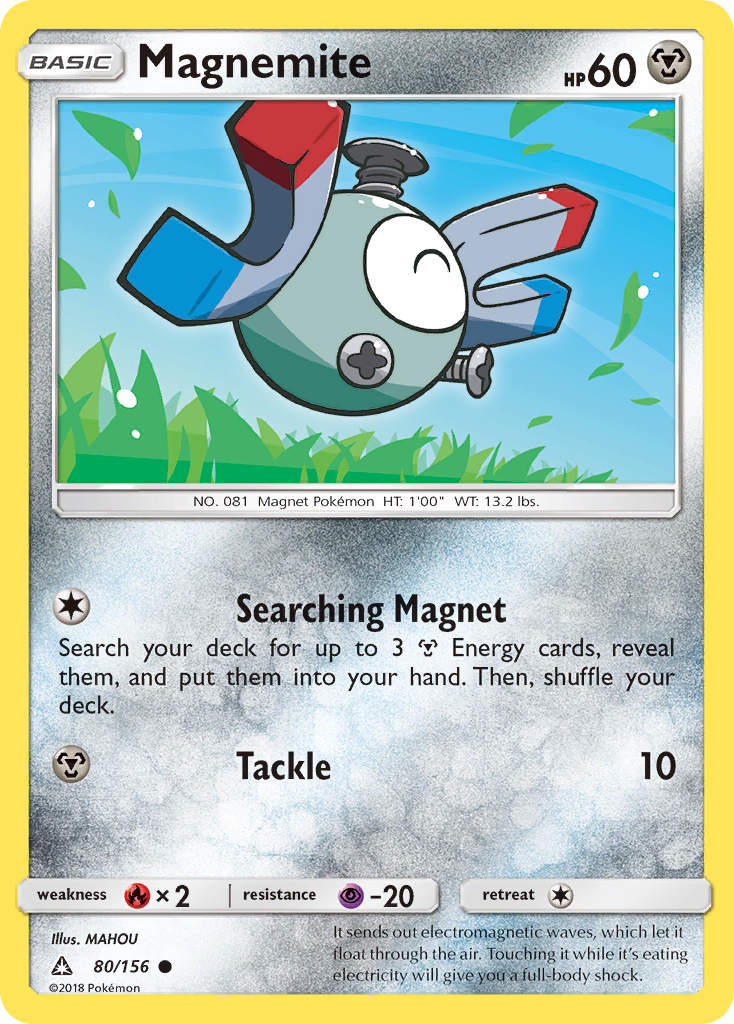 BASIC Magnemite HP60
NO. 081 Magnet Pokémon HT: 1'00" WT: 13.2 lbs.
Searching Magnet
Search your deck for up to 3 Energy cards, reveal
them, and put them into your hand. Then, shuffle your
deck.
Tackle 10
weakness ×2 resistance -20 retreat
Illus. MAHOU
80/156
©2018 Pokémon
It sends out electromagnetic waves, which let it
float through the air. Touching it while it's eating
electricity will give you a full-body shock.